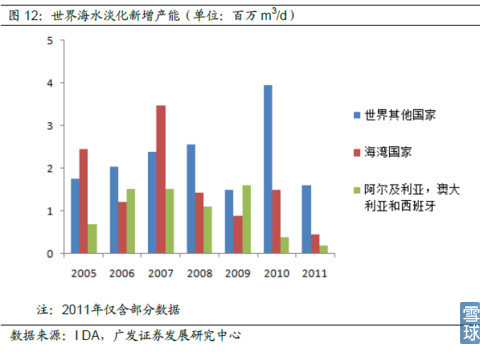 图 12：世界海水淡化新增产能（单位：百万 m³/d）
5
4
3
2
1
0
2005 2006 2007 2008 2009 2010 2011
世界其他国家
海湾国家
阿尔及利亚，澳大
利亚和西班牙
注：2011年仅含部分数据
数据来源：IDA，广发证券发展研究中心
雪球